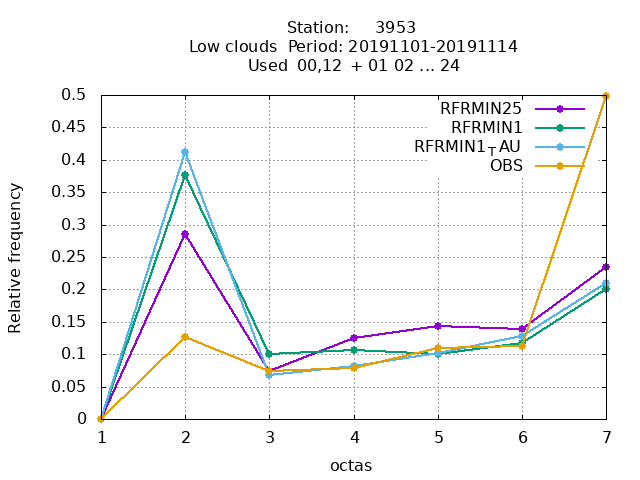 Station: 3953
Low clouds Period: 20191101-20191114
Used 00,12 + 01 02 ... 24
RFRMIN25
RFRMIN1
RFRMIN1_TAU
OBS
0.5
0.45
0.4
0.35
0.3
0.25
0.2
0.15
0.1
0.05
0
Relative frequency
1 2 3 4 5 6 7
octas